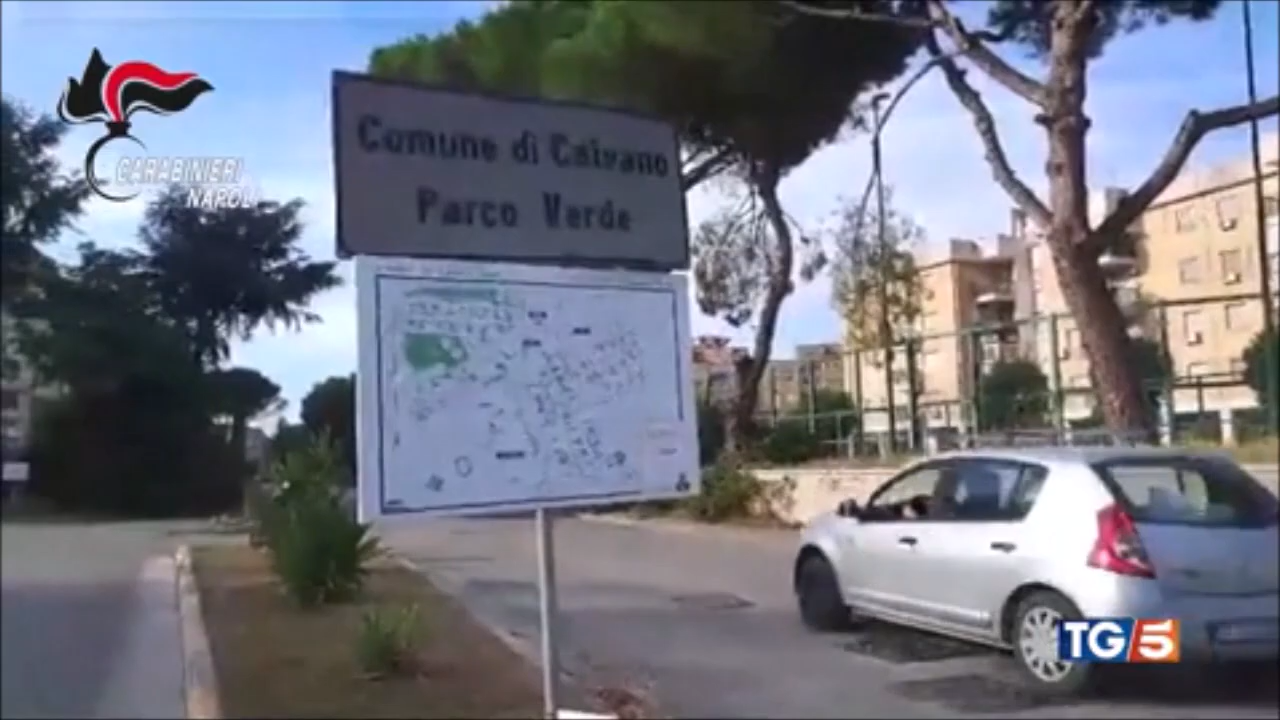 CARABINIERI
NAPOLI
Comune di Caivano
Parco Verde
TG5